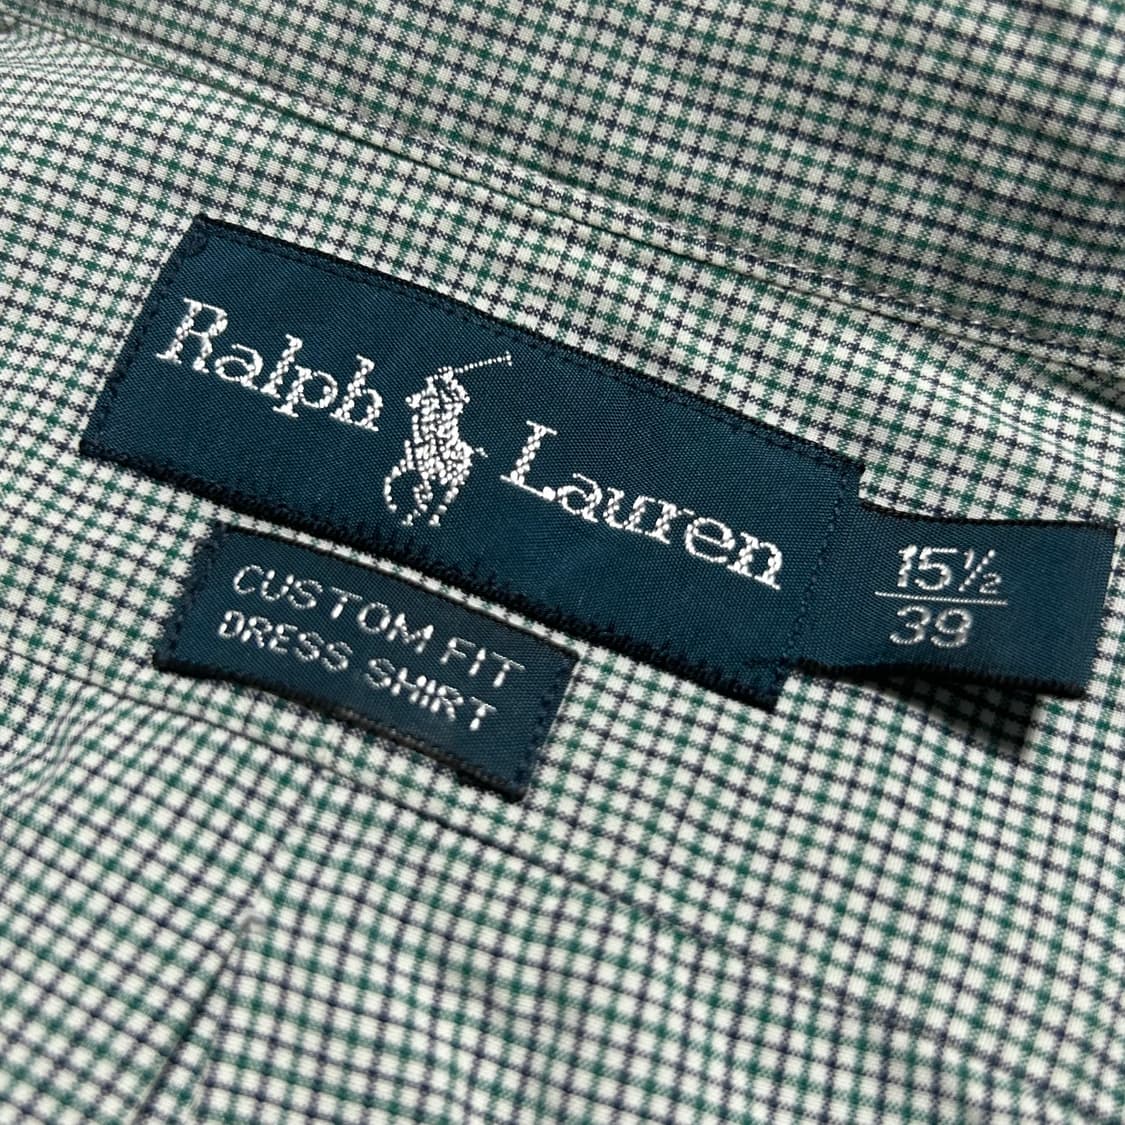 Ralph Lauren
15½
39
CUSTOM FIT
DRESS SHIRT